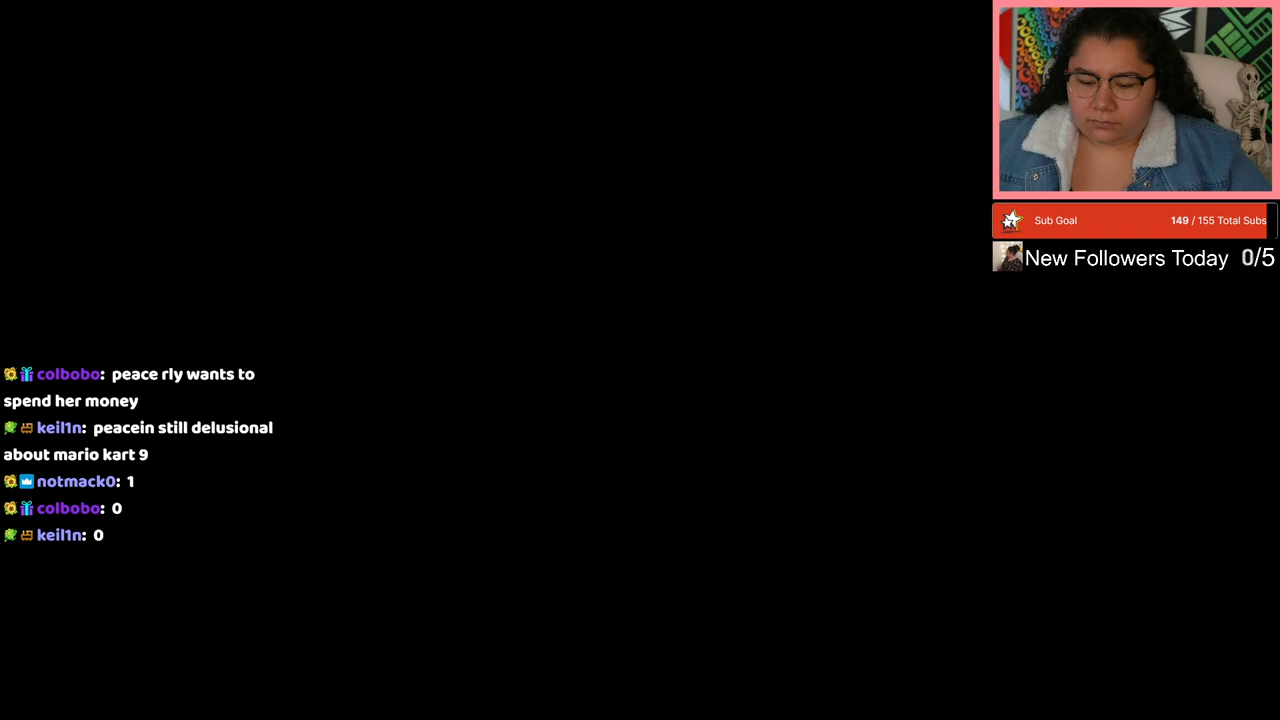 Sub Goal 149 / 155 Total Subs
New Followers Today 0/5
colbobo: peace rly wants to
spend her money
keil1n: peacein still delusional
about mario kart 9
notmack0: 1
colbobo: 0
keil1n: 0